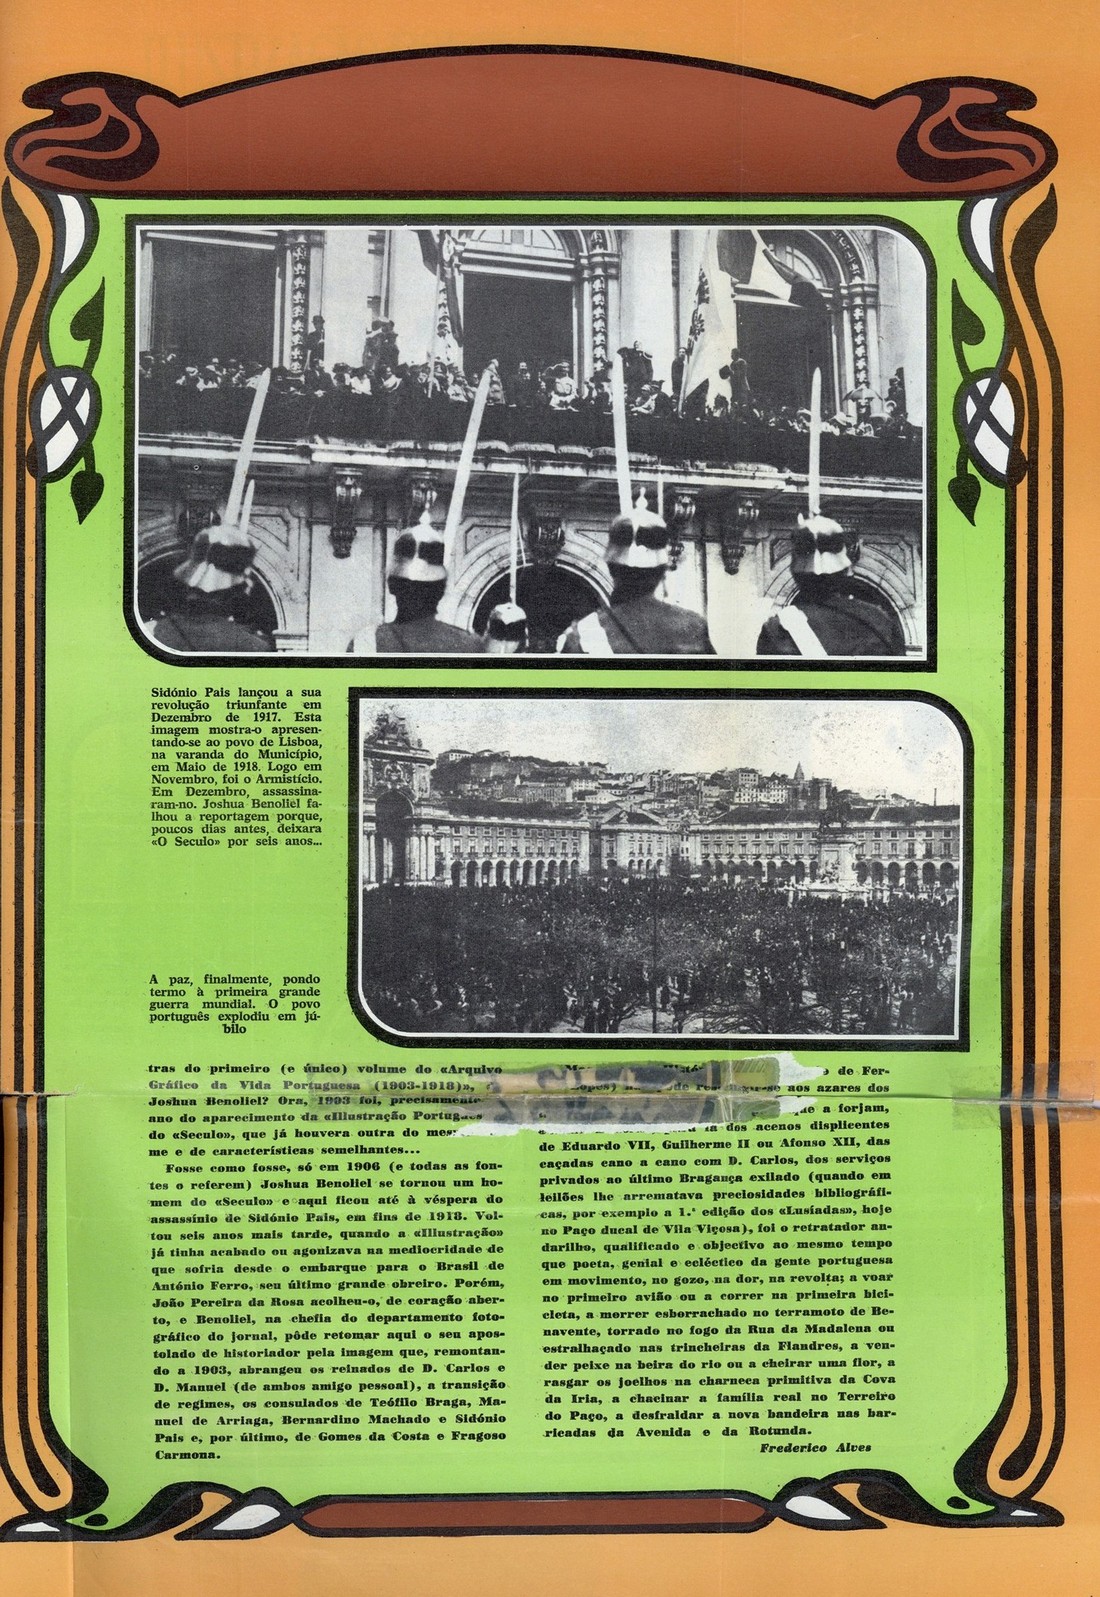 Sidónio Pais lançou a sua
revolução triunfante em
Dezembro de 1917. Esta
imagem mostra-o apresen-
tando-se ao povo de Lisboa,
na varanda do Município,
em Maio de 1918. Logo em
Novembro, foi o Armistício.
Em Dezembro, assassina-
ram-no. Joshua Benoliel fa-
lhou a reportagem porque,
poucos dias antes, deixara
«O Seculo» por seis anos...
A paz, finalmente, pondo
termo à primeira grande
guerra mundial. O povo
português explodiu em jú-
bilo
tras do primeiro (e único) volume do «Arquivo
Gráfico da Vida Portuguesa (1903-1918)»,
Joshua Benoliel? Ora, 1903 foi, precisamente
ano do aparecimento da «Illustração
do «Seculo», que já houvera outra do
me e de características semelhantes...
Fosse como fosse, só em 1906 (e todas as fon-
tes o referem) Joshua Benoliel se tornou um ho-
mem do «Seculo» e aqui ficou até à véspera do
assassínio de Sidónio Pais, em fins de 1918. Vol-
tou seis anos mais tarde, quando a «Illustração»
já tinha acabado ou agonizava na mediocridade de
que sofria desde o embarque para o Brasil de
António Ferro, seu último grande obreiro. Porém,
João Pereira da Rosa acolheu-o, de coração aber-
to, e Benoliel, na chefia do departamento foto-
gráfico do jornal, pôde retomar aqui o seu apos-
tolado de historiador pela imagem que, remontan-
do a 1903, abrangeu os reinados de D. Carlos e
D. Manuel (de ambos amigo pessoal), a transição
de regimes, os consulados de Teófilo Braga, Ma-
nuel de Arriaga, Bernardino Machado e Sidónio
Pais e, por último, de Gomes da Costa e Fragoso
Carmona.
de Fer-
aos azares dos
que a forjam,
dos acenos displicentes
de Eduardo VII, Guilherme II ou Afonso XII, das
caçadas cano a cano com D. Carlos, dos serviços
privados ao último Bragança exilado (quando em
leilões lhe arrematava preciosidades bibliográfi-
cas, por exemplo a 1.ª edição dos «Lusíadas», hoje
no Paço ducal de Vila Viçosa), foi o retratador an-
darilho, qualificado e objectivo ao mesmo tempo
que poeta, genial e ecléctico da gente portuguesa
em movimento, no gozo, na dor, na revolta; a voar
no primeiro avião ou a correr na primeira bici-
cleta, a morrer esborrachado no terramoto de Be-
navente, torrado no fogo da Rua da Madalena ou
estralhaçado nas trincheiras da Flandres, a ven-
der peixe na beira do rio ou a cheirar uma flor, a
rasgar os joelhos na charneca primitiva da Cova
da Iria, a chacinar a família real no Terreiro
do Paço, a desfraldar a nova bandeira nas bar-
ricadas da Avenida e da Rotunda.
Frederico Alves